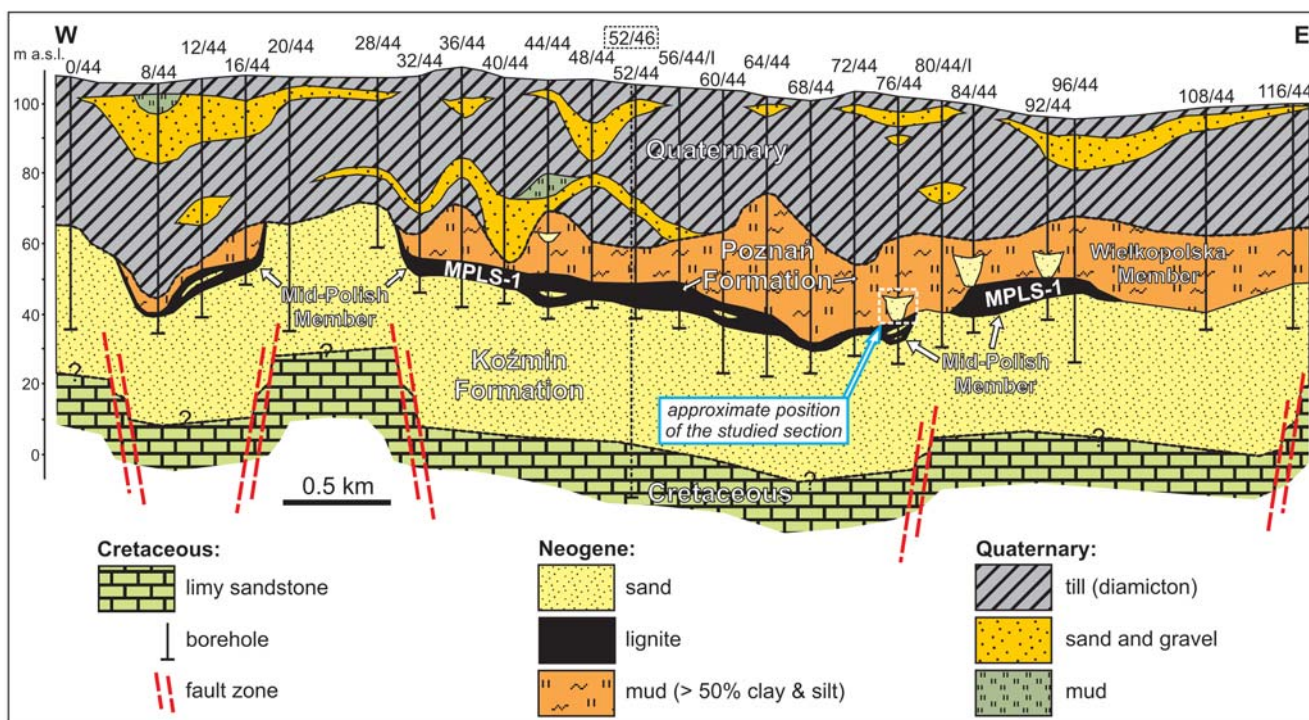 W
E
m a.s.l.
0/44
8/44
12/44
16/44
20/44
28/44
32/44
36/44
40/44
44/44
48/44
52/46
52/44
56/44/I
60/44
64/44
68/44
72/44
76/44
80/44/I
84/44
92/44
96/44
108/44
116/44
100
80
60
40
20
0
Quaternary
Poznań
Formation
Wielkopolska
Member
MPLS-1
MPLS-1
Mid-Polish
Member
Mid-Polish
Member
Koźmin
Formation
approximate position
of the studied section
Cretaceous
?
?
?
?
?
?
0.5 km
Cretaceous:
limy sandstone
borehole
fault zone
Neogene:
sand
lignite
mud (> 50% clay & silt)
Quaternary:
till (diamicton)
sand and gravel
mud